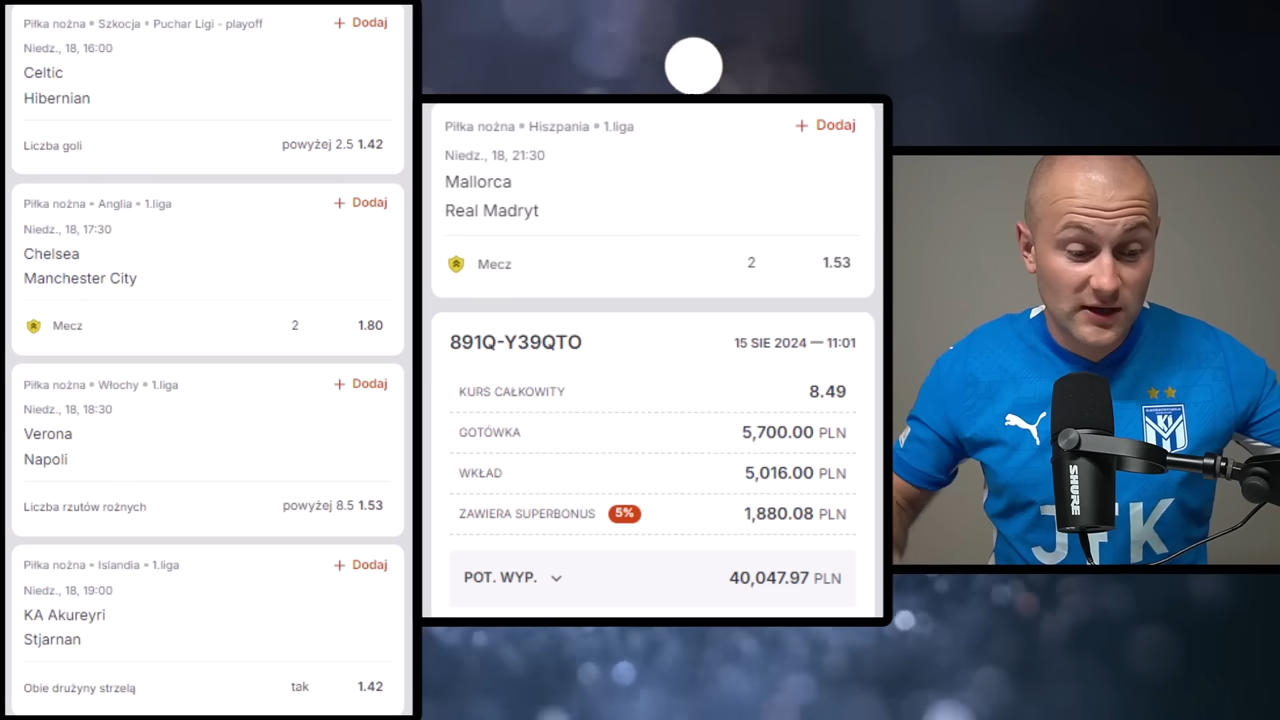 Piłka nożna • Szkocja • Puchar Ligi - playoff + Dodaj
Niedz., 18, 16:00
Celtic
Hibernian
Liczba goli powyżej 2.5 1.42
Piłka nożna • Anglia • 1.liga + Dodaj
Niedz., 18, 17:30
Chelsea
Manchester City
Mecz 2 1.80
Piłka nożna • Włochy • 1.liga + Dodaj
Niedz., 18, 18:30
Verona
Napoli
Liczba rzutów rożnych powyżej 8.5 1.53
Piłka nożna • Islandia • 1.liga + Dodaj
Niedz., 18, 19:00
KA Akureyri
Stjarnan
Obie drużyny strzelą tak 1.42
Piłka nożna • Hiszpania • 1.liga + Dodaj
Niedz., 18, 21:30
Mallorca
Real Madryt
Mecz 2 1.53
891Q-Y39QTO 15 SIE 2024 — 11:01
KURS CAŁKOWITY 8.49
GOTÓWKA 5,700.00 PLN
WKŁAD 5,016.00 PLN
ZAWIERA SUPERBONUS 5% 1,880.08 PLN
POT. WYP. 40,047.97 PLN
KÍ
SHURE
JFK